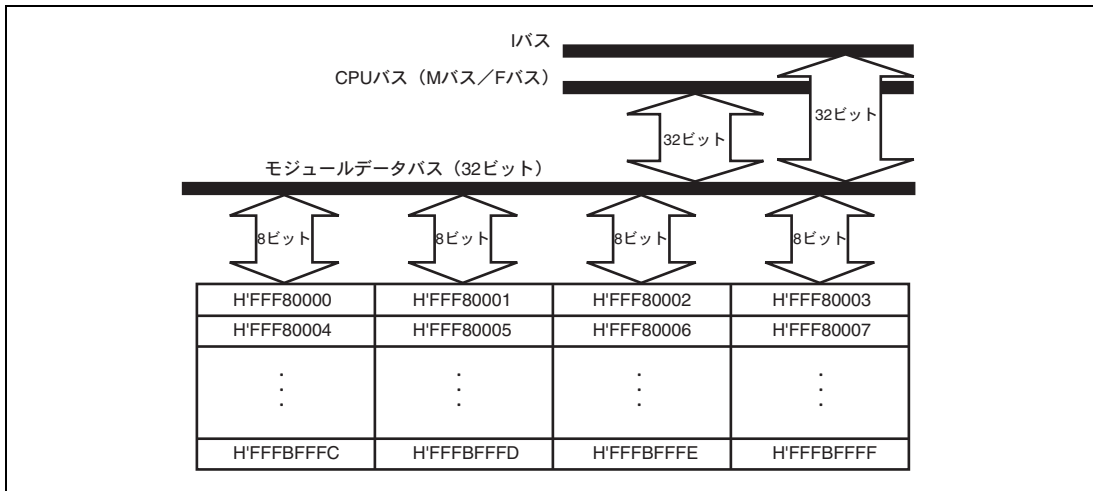 Iバス
CPUバス（Mバス／Fバス）
32ビット
32ビット
モジュールデータバス（32ビット）
8ビット 8ビット 8ビット 8ビット
H'FFF80000 H'FFF80001 H'FFF80002 H'FFF80003
H'FFF80004 H'FFF80005 H'FFF80006 H'FFF80007
H'FFFBFFFC H'FFFBFFFD H'FFFBFFFE H'FFFBFFFF